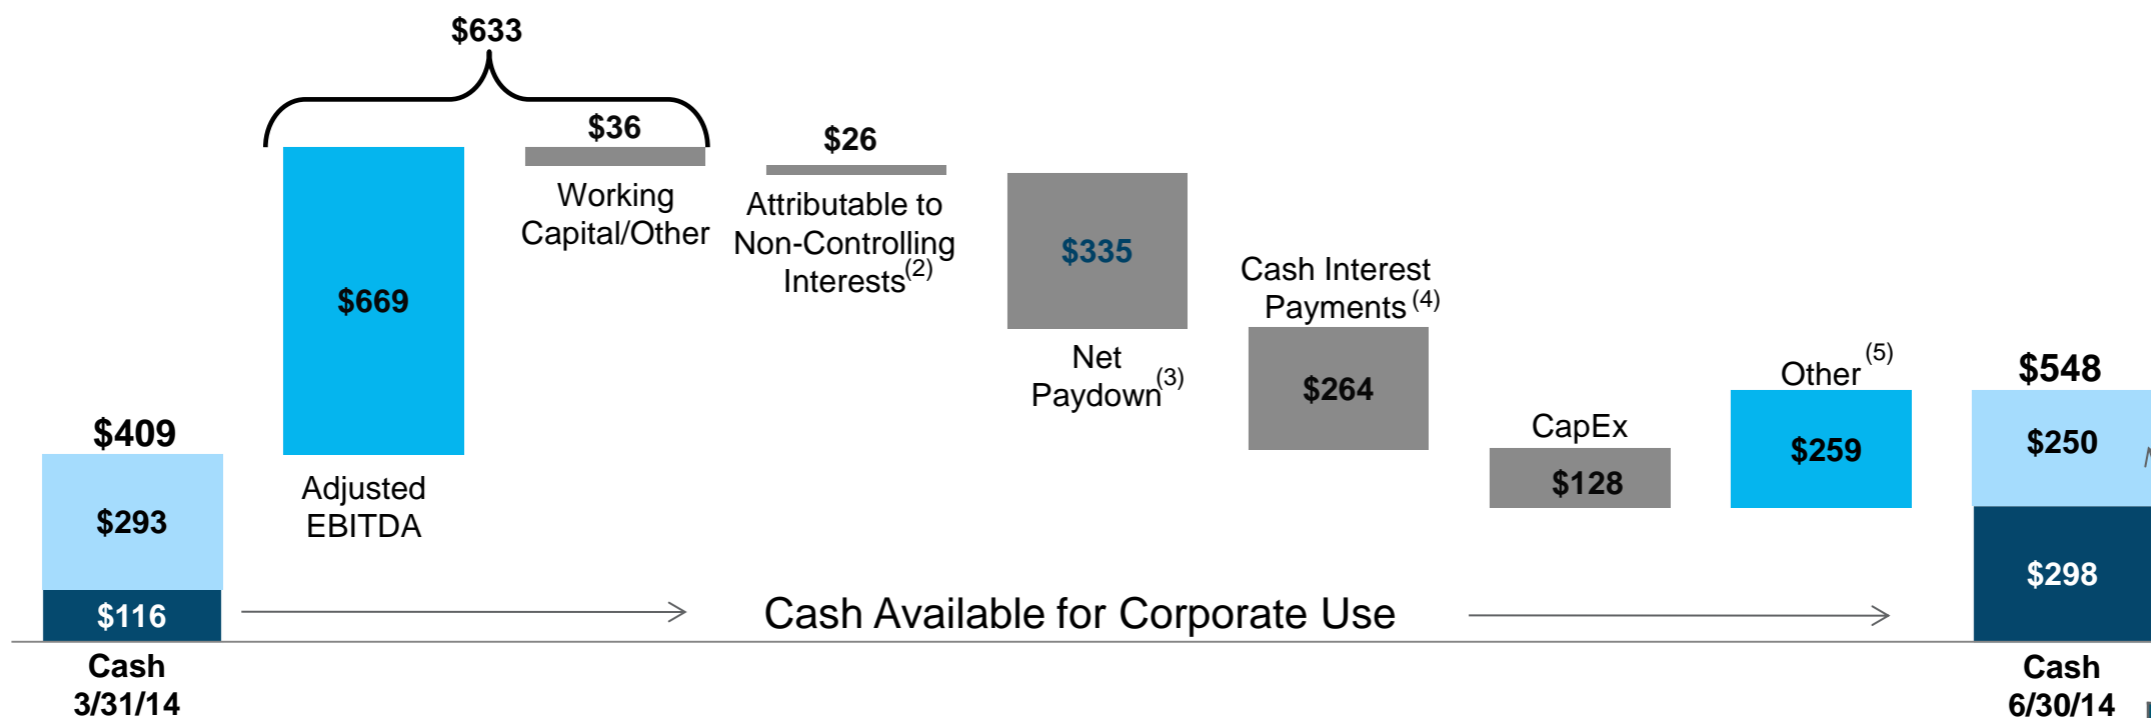 $633
$36
$26
Working
Capital/Other
Attributable to
Non-Controlling
Interests(2)
$335
Cash Interest
Payments (4)
$669
Net
Paydown(3)
$264
Other (5)
$548
CapEx
$409
$250
$259
$128
Adjusted
EBITDA
$293
$298
$116
Cash Available for Corporate Use
Cash
3/31/14
Cash
6/30/14